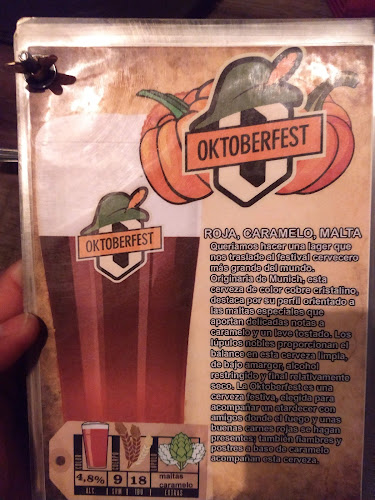 OKTOBERFEST
OKTOBERFEST
ROJA, CARAMELO, MALTA
Queríamos hacer una lager que
nos traslade al festival cervecero
más grande del mundo.
Originaria de Munich, esta
cerveza de color cobre cristalino,
destaca por su perfil orientado a
las maltas especiales que
aportan delicadas notas a
caramelo y un leve tostado. Los
lúpulos nobles proporcionan el
balance en esta cerveza limpia,
de bajo amargor, alcohol
restringido y final relativamente
seco. La Oktoberfest es una
cerveza festiva, elegida para
acompañar un atardecer con
amigos donde el fuego y unas
buenas carnes rojas se hagan
presentes; también fiambres y
postres a base de caramelo
acompañan esta cerveza.
4,8% 9 18 maltas
caramelo
ALC SRM IBU EXTRAS